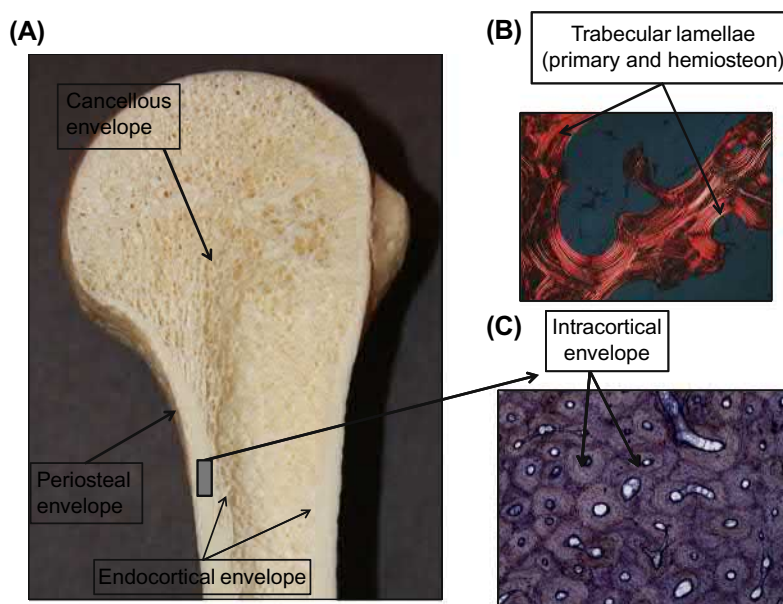 (A)
Cancellous
envelope
Periosteal
envelope
Endocortical envelope
(B)
Trabecular lamellae
(primary and hemiosteon)
(C)
Intracortical
envelope